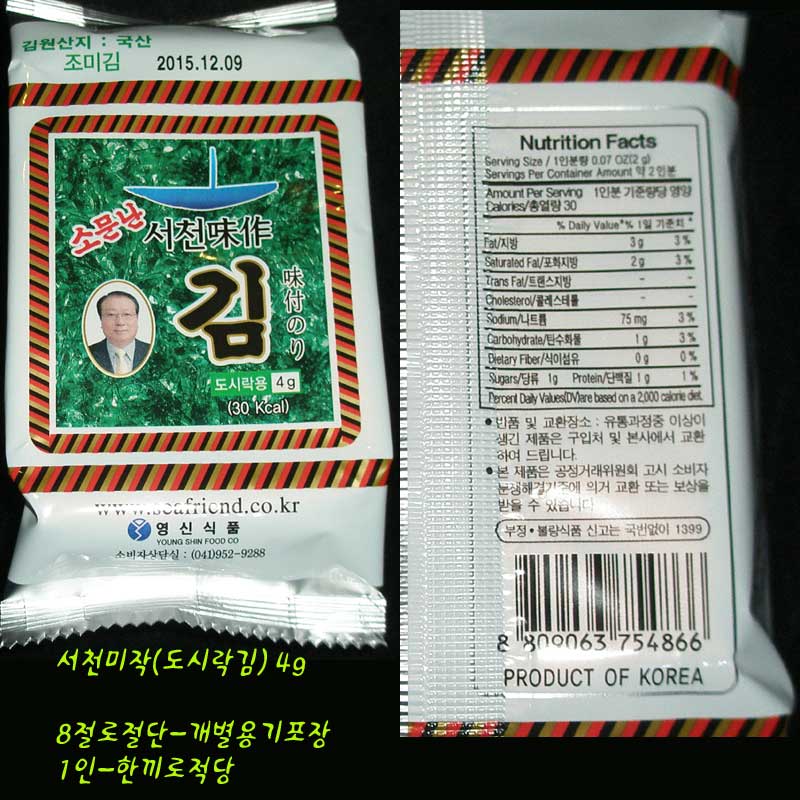 김원산지 : 국산
조미김 2015.12.09
소문난 서천味作
김
味付のり
도시락용 4g
(30 Kcal)
www.seafriend.co.kr
영신식품
YOUNG SHIN FOOD CO
소비자상담실 : (041)952-9288
서천미작(도시락김) 4g
8절로절단-개별용기포장
1인-한끼로적당
Nutrition Facts
Serving Size / 1인분량 0.07 OZ(2g)
Servings Per Container Amount 약 2인분
Amount Per Serving 1인분 기준량당 영양
Calories/총열량 30
% Daily Value*% 1일 기준치 *
Fat/지방 3g 3%
Saturated Fat/포화지방 2g 3%
Trans Fat/트랜스지방 - -
Cholesterol/콜레스테롤 - -
Sodium/나트륨 75 mg 3%
Carbohydrate/탄수화물 1g 3%
Dietary Fiber/식이섬유 0g 0%
Sugars/당류 1g Protein/단백질 1g 1%
Percent Daily Values(DV)are based on a 2,000 calorie diet.
• 반품 및 교환장소 : 유통과정중 이상이
생긴 제품은 구입처 및 본사에서 교환
하여 드립니다.
• 본 제품은 공정거래위원회 고시 소비자
분쟁해결기준에 의거 교환 또는 보상을
받을 수 있습니다
부정 • 불량식품 신고는 국번없이 1399
8 809063 754866
PRODUCT OF KOREA